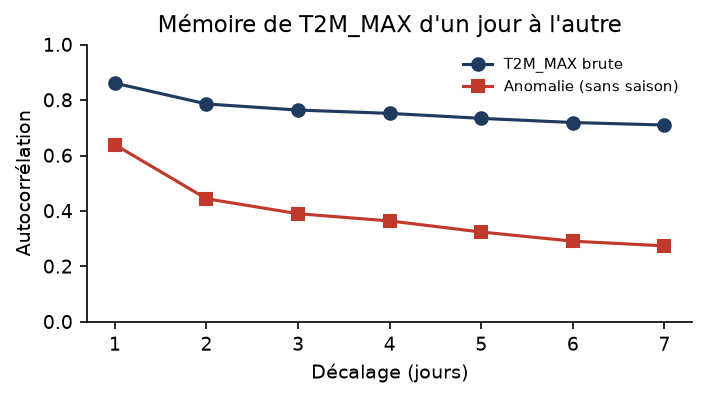 Mémoire de T2M_MAX d'un jour à l'autre
T2M_MAX brute
Anomalie (sans saison)
Autocorrélation
1.0
0.8
0.6
0.4
0.2
0.0
1 2 3 4 5 6 7
Décalage (jours)